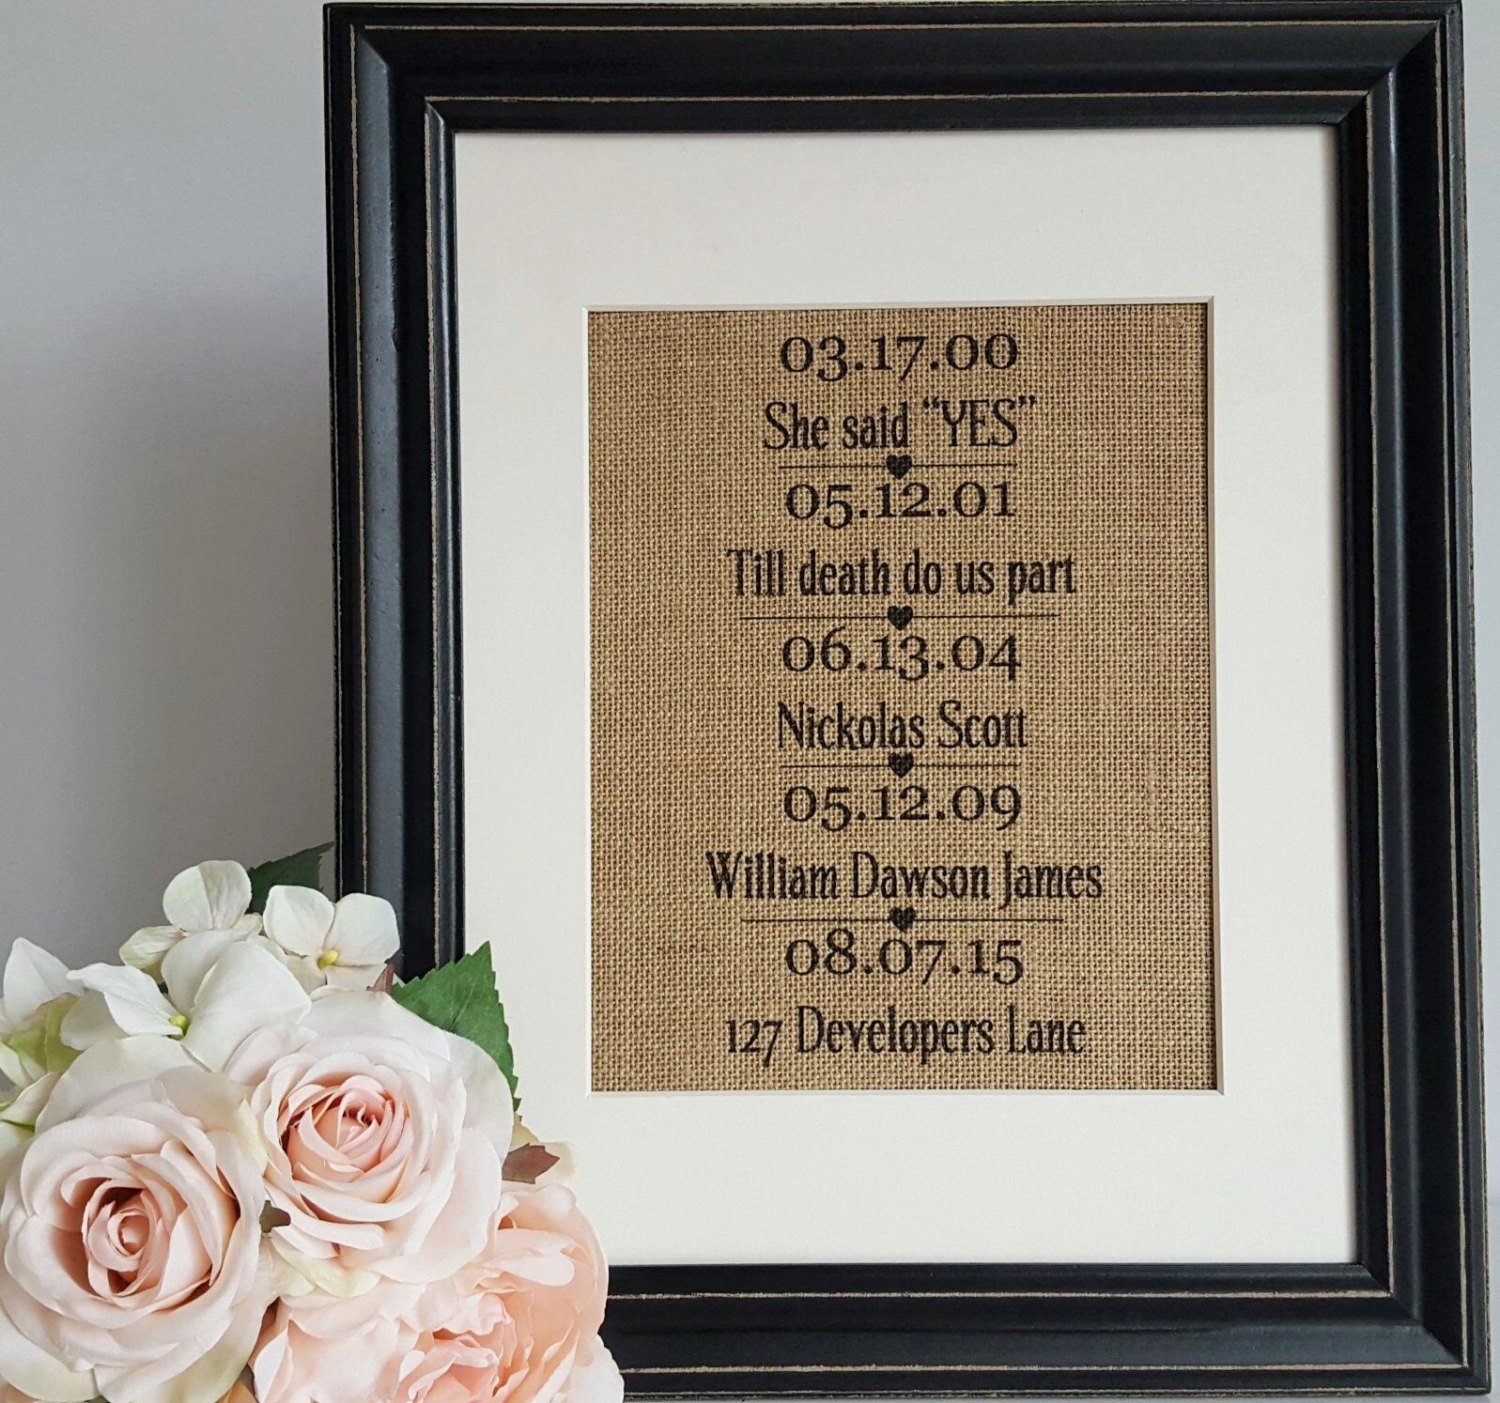 03.17.00
She said “YES”
05.12.01
Till death do us part
06.13.04
Nickolas Scott
05.12.09
William Dawson James
08.07.15
127 Developers Lane